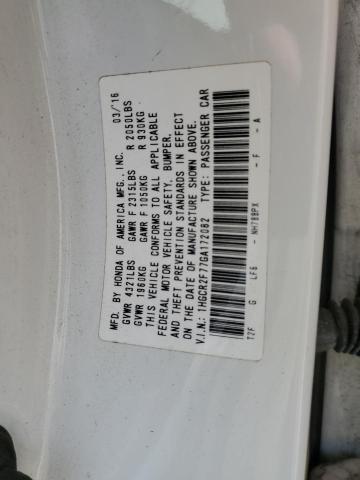 MFD. BY HONDA OF AMERICA MFG., INC. 03/'16
GVWR 4321LBS GAWR F 2315LBS R 2050LBS
GVWR 1960KG GAWR F 1050KG R 930KG
THIS VEHICLE CONFORMS TO ALL APPLICABLE
FEDERAL MOTOR VEHICLE SAFETY, BUMPER,
AND THEFT PREVENTION STANDARDS IN EFFECT
ON THE DATE OF MANUFACTURE SHOWN ABOVE.
V.I.N.: 1HGCR2F77GA172082 TYPE: PASSENGER CAR
T2F G LF6 - NH788PX - F - A